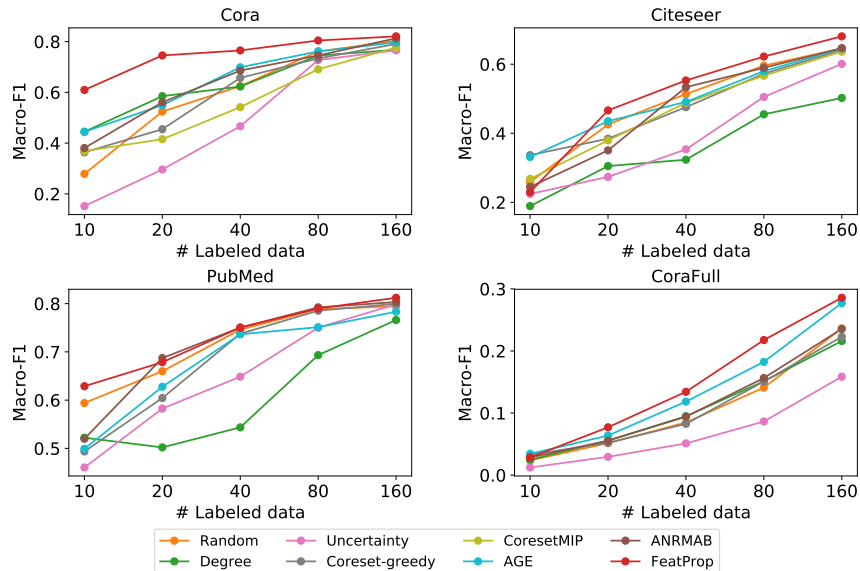 Cora
Macro-F1
0.8
0.6
0.4
0.2
10 20 40 80 160
# Labeled data
Citeseer
Macro-F1
0.6
0.4
0.2
10 20 40 80 160
# Labeled data
PubMed
Macro-F1
0.8
0.7
0.6
0.5
10 20 40 80 160
# Labeled data
CoraFull
Macro-F1
0.3
0.2
0.1
0.0
10 20 40 80 160
# Labeled data
Random Uncertainty CoresetMIP ANRMAB
Degree Coreset-greedy AGE FeatProp